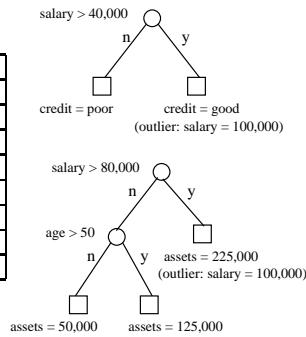 salary > 40,000
n y
credit = poor credit = good
(outlier: salary = 100,000)
salary > 80,000
n y
age > 50
n y assets = 225,000
(outlier: salary = 100,000)
assets = 50,000 assets = 125,000